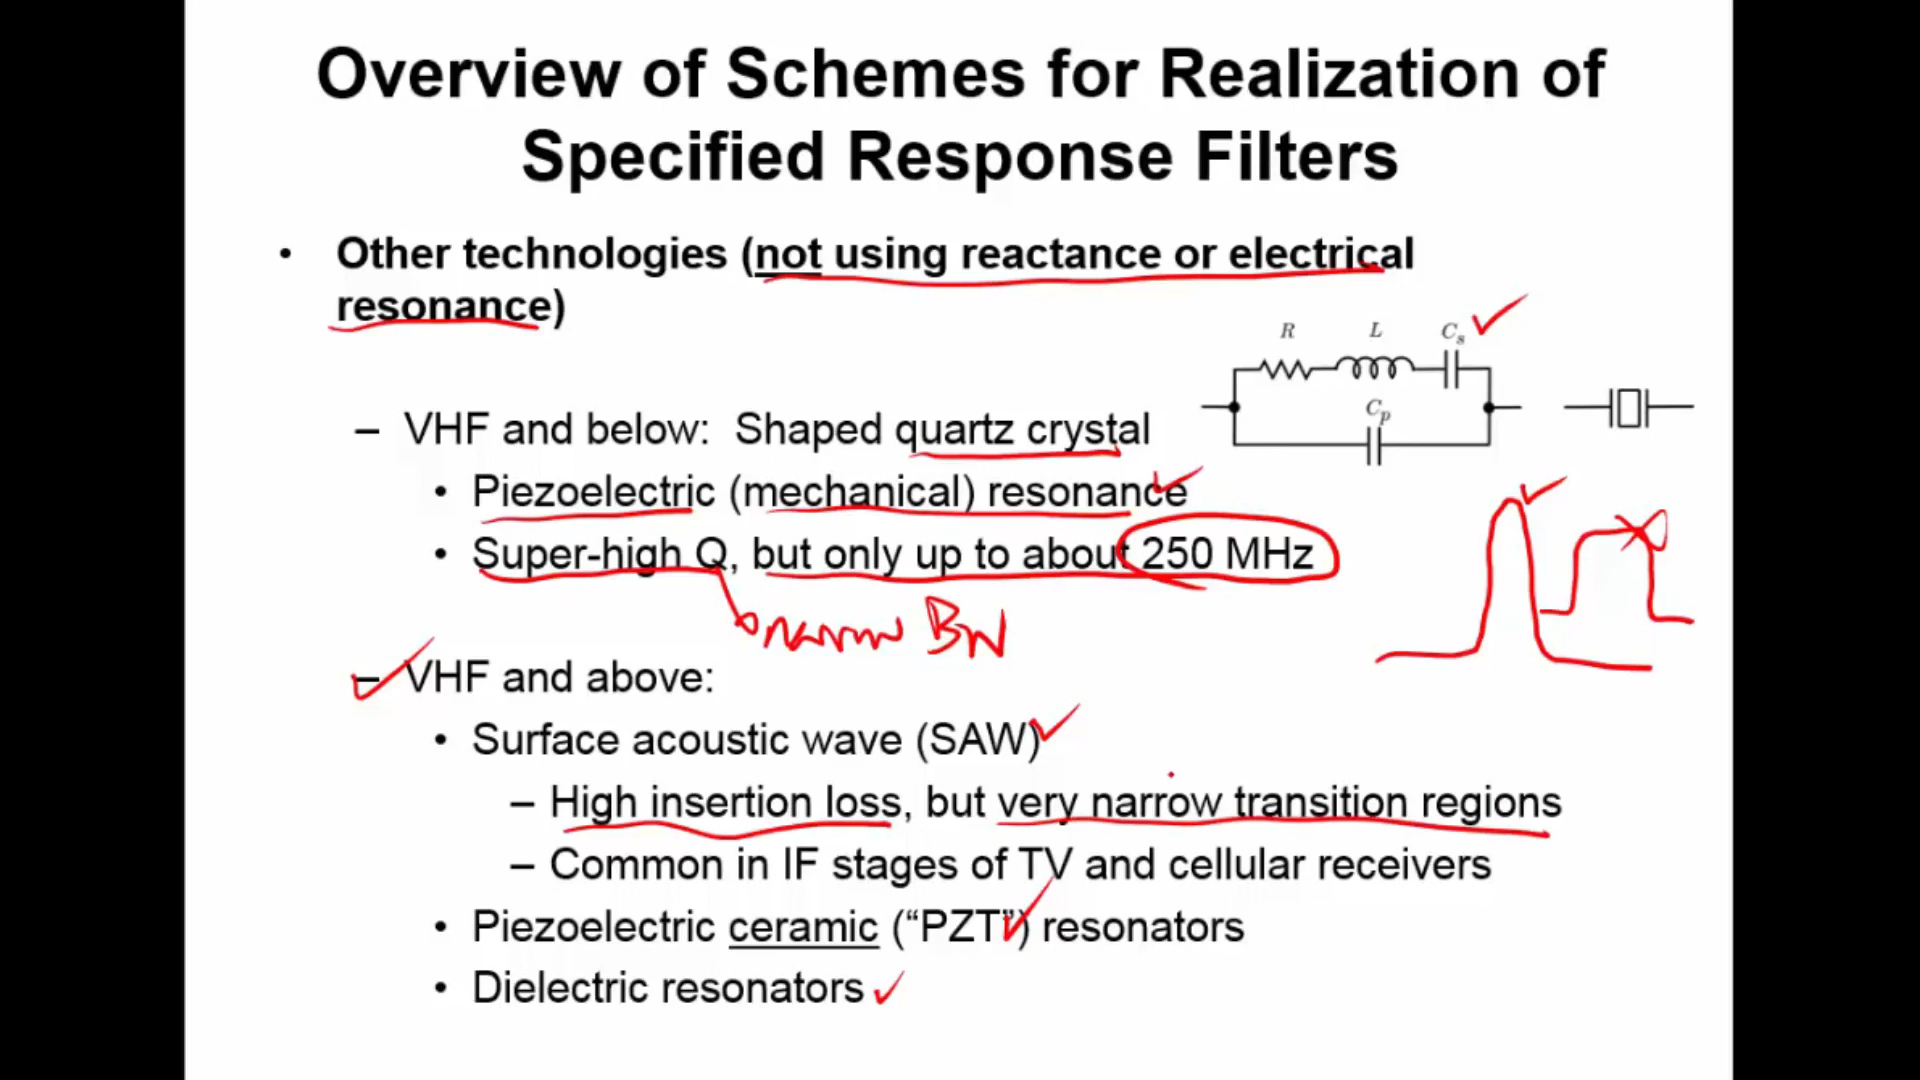 Overview of Schemes for Realization of
Specified Response Filters
• Other technologies (not using reactance or electrical
resonance)
R L Cs
Cp
– VHF and below: Shaped quartz crystal
• Piezoelectric (mechanical) resonance
• Super-high Q, but only up to about 250 MHz
narrow BW
– VHF and above:
• Surface acoustic wave (SAW)
– High insertion loss, but very narrow transition regions
– Common in IF stages of TV and cellular receivers
• Piezoelectric ceramic (“PZT”) resonators
• Dielectric resonators